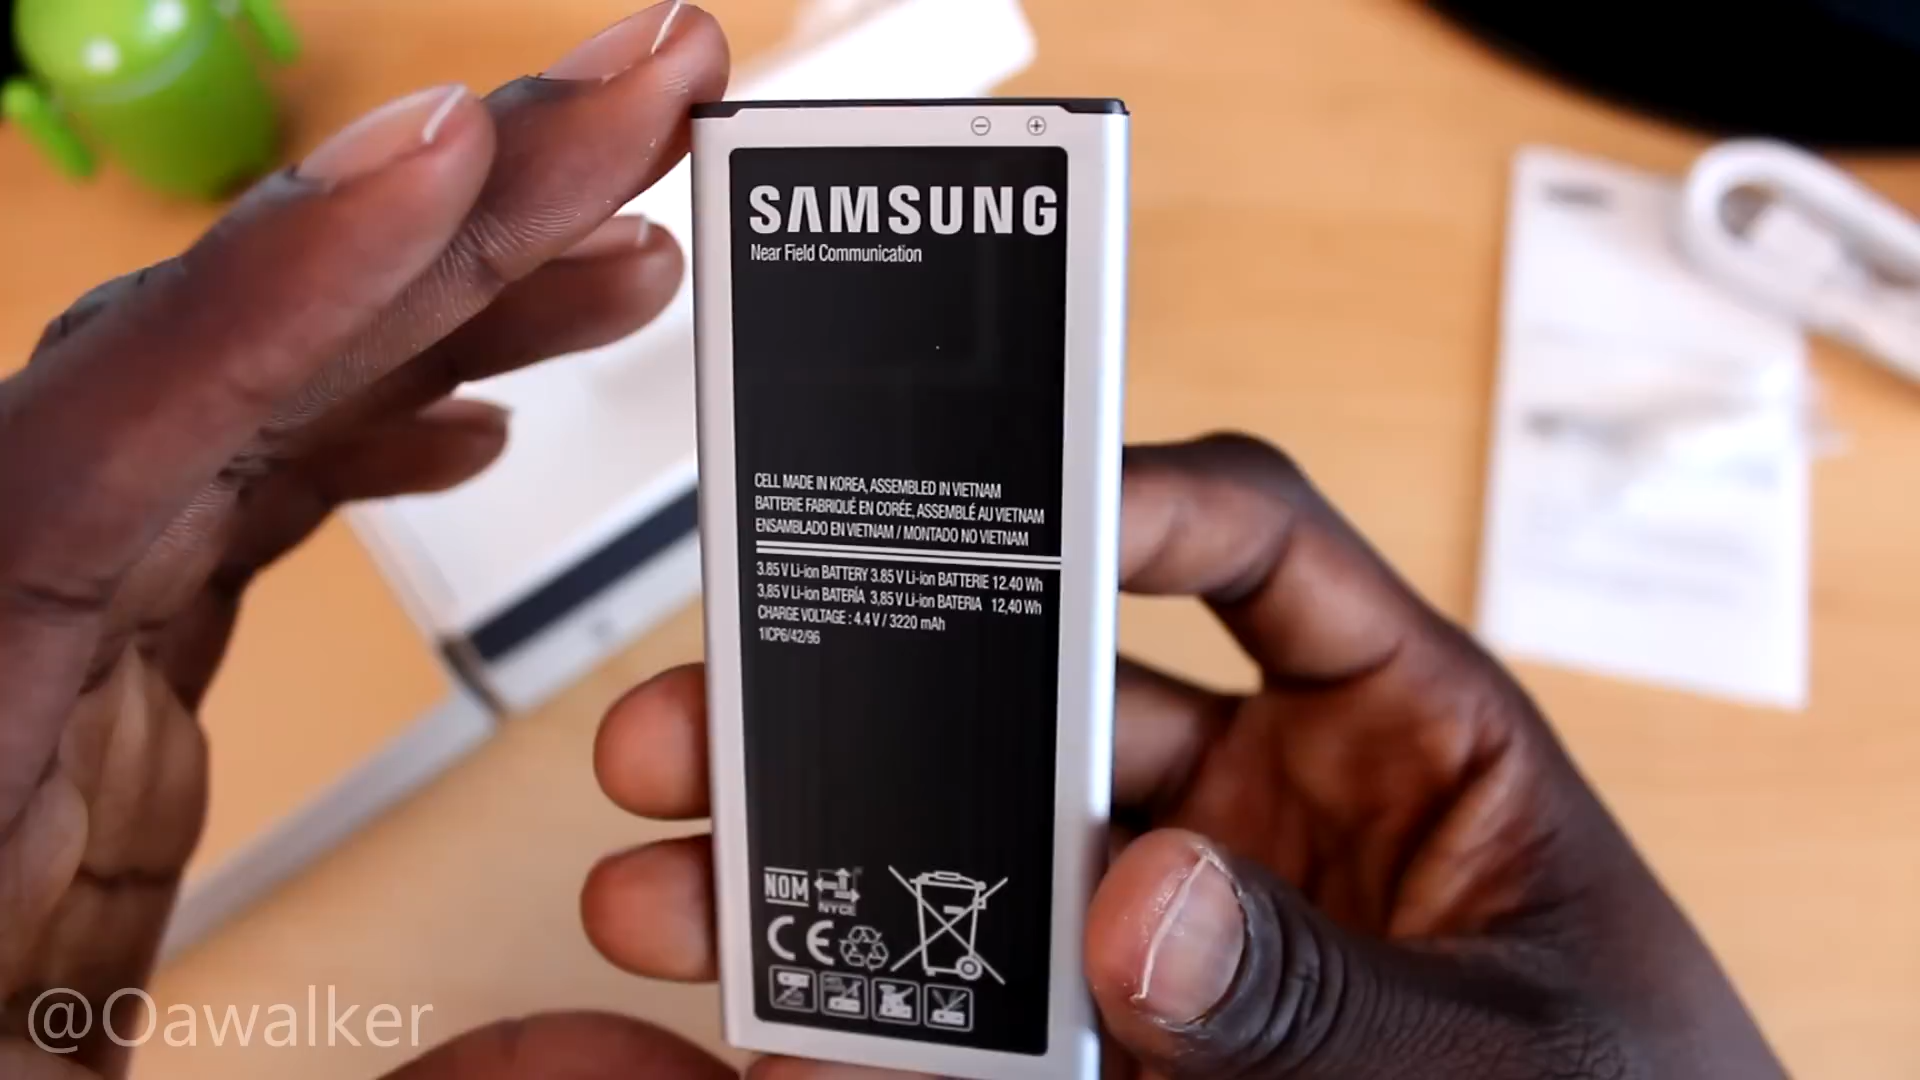 SAMSUNG
Near Field Communication
CELL MADE IN KOREA, ASSEMBLED IN VIETNAM
BATTERIE FABRIQUÉ EN CORÉE, ASSEMBLÉ AU VIETNAM
ENSAMBLADO EN VIETNAM / MONTADO NO VIETNAM
3.85 V Li-ion BATTERY 3.85 V Li-ion BATTERIE 12.40 Wh
3,85 V Li-ion BATERÍA 3,85 V Li-ion BATERIA 12,40 Wh
CHARGE VOLTAGE : 4.4 V / 3220 mAh
1ICP6/42/96
NOM
NYCE
CE
@Oawalker